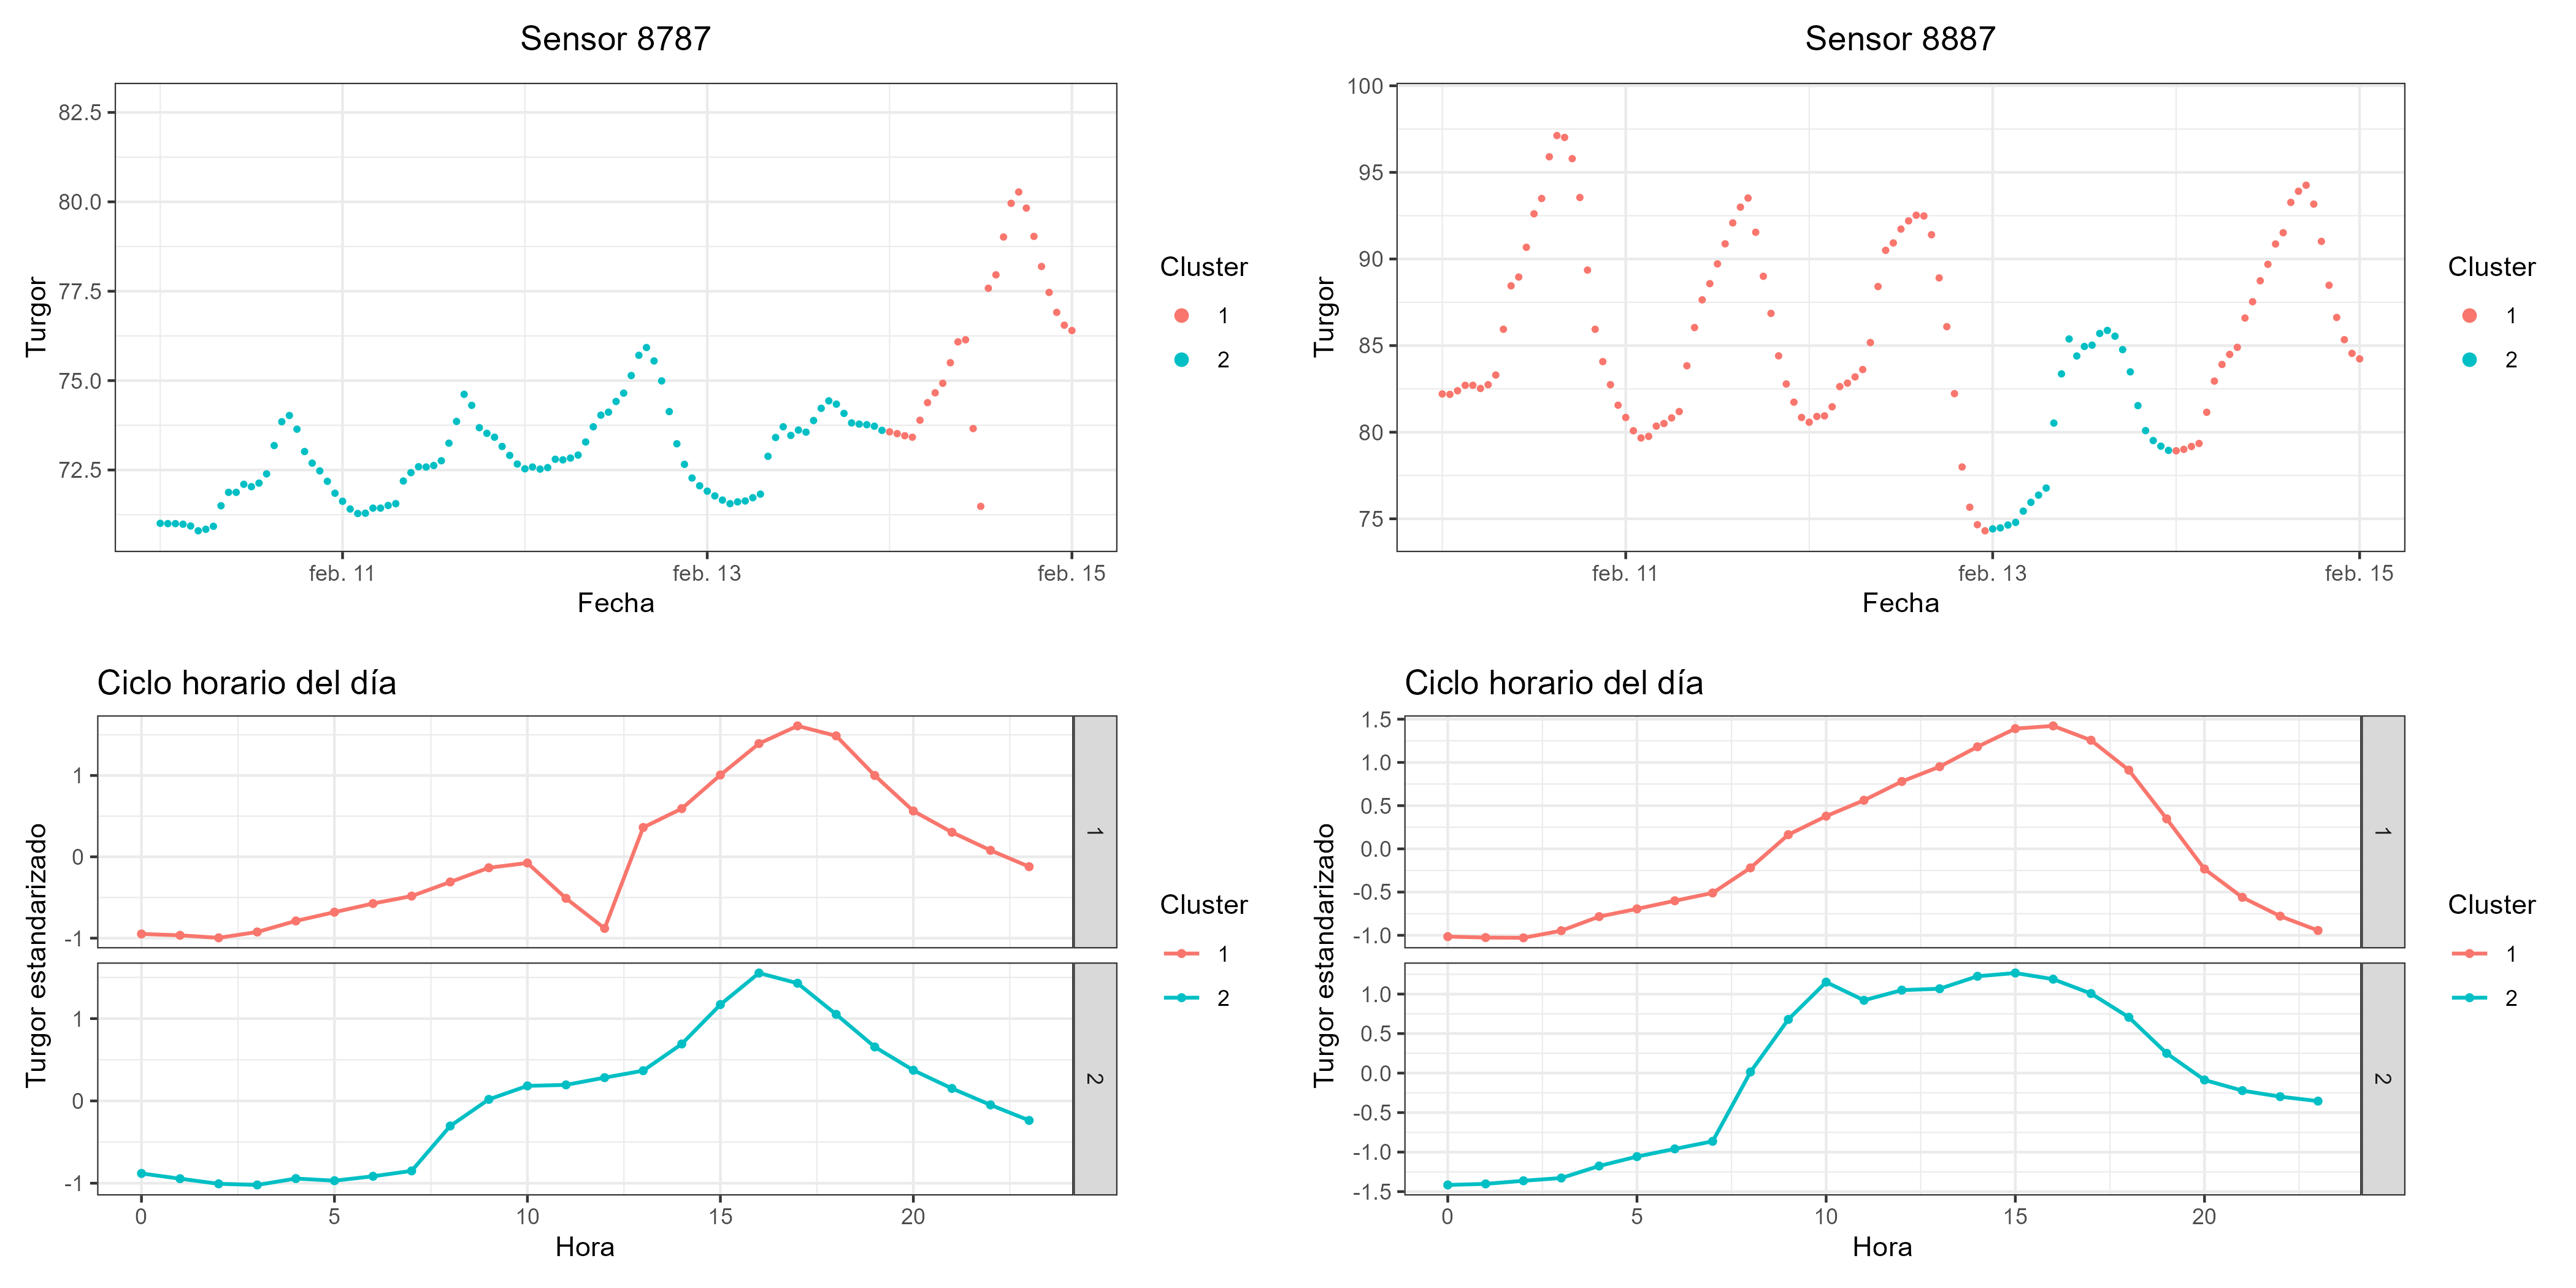 Sensor 8787
82.5
80.0
77.5
75.0
72.5
Turgor
feb. 11
feb. 13
feb. 15
Fecha
Cluster
1
2
Sensor 8887
100
95
90
85
80
75
Turgor
feb. 11
feb. 13
feb. 15
Fecha
Cluster
1
2
Ciclo horario del día
1
0
-1
1
0
-1
Turgor estandarizado
1
2
0
5
10
15
20
Hora
Cluster
1
2
Ciclo horario del día
1.5
1.0
0.5
0.0
-0.5
-1.0
1.0
0.5
0.0
-0.5
-1.0
-1.5
Turgor estandarizado
1
2
0
5
10
15
20
Hora
Cluster
1
2